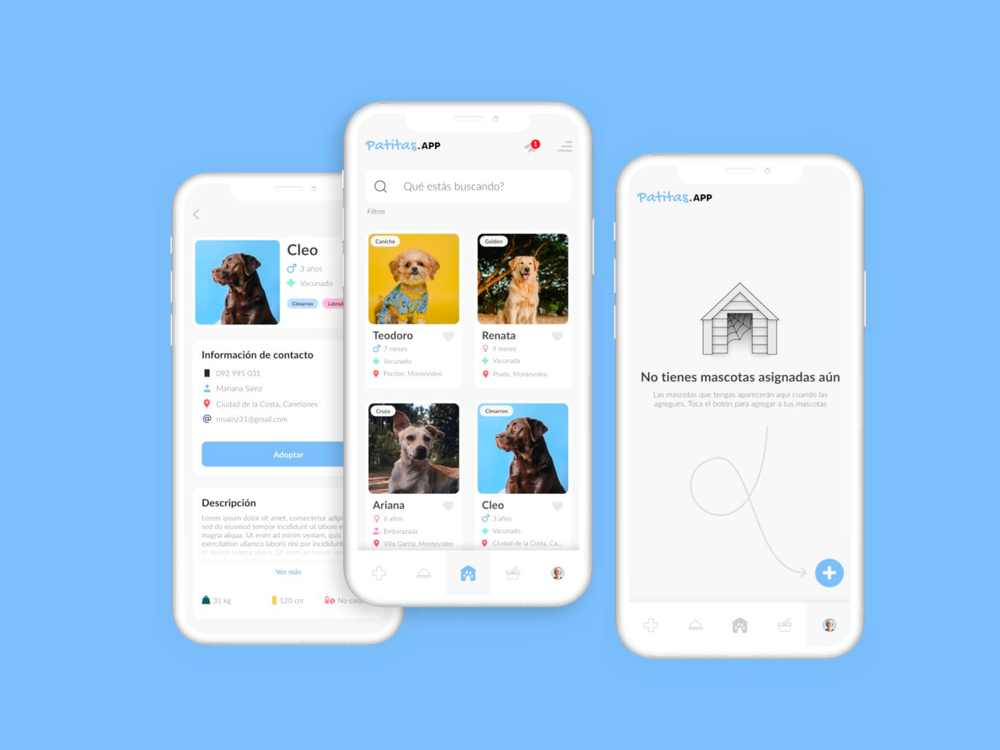 Cleo
3 años
Vacunado
Cimarron
Información de contacto
092 995 031
Mariana Sainz
Ciudad de la Costa, Canelones
msainz31@gmail.com
Adoptar
Descripción
Lorem ipsum dolor sit amet, consectetur
sed do eiusmod tempor incididunt ut labore e
magna aliqua. Ut enim ad minim veniam, quis
exercitation ullamco laboris nisi por incididunt
Ver más
31 kg
120 cm
No
Patitas.APP
1
Qué estás buscando?
Filtros
Caniche
Teodoro
7 meses
Vacunado
Pocitos, Montevideo
Golden
Renata
9 meses
Vacunada
Prado, Montevideo
Cruza
Ariana
6 años
Embarazada
Villa García, Montevideo
Cimarron
Cleo
3 años
Vacunado
Ciudad de la Costa, Ca...
Patitas.APP
No tienes mascotas asignadas aún
Las mascotas que tengas aparecerán aquí cuando las
agregues. Toca el botón para agregar a tus mascotas